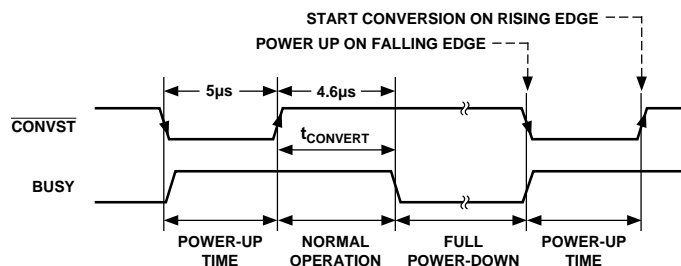 START CONVERSION ON RISING EDGE
POWER UP ON FALLING EDGE
5µs
4.6µs
CONVST
tCONVERT
BUSY
POWER-UP
TIME
NORMAL
OPERATION
FULL
POWER-DOWN
POWER-UP
TIME